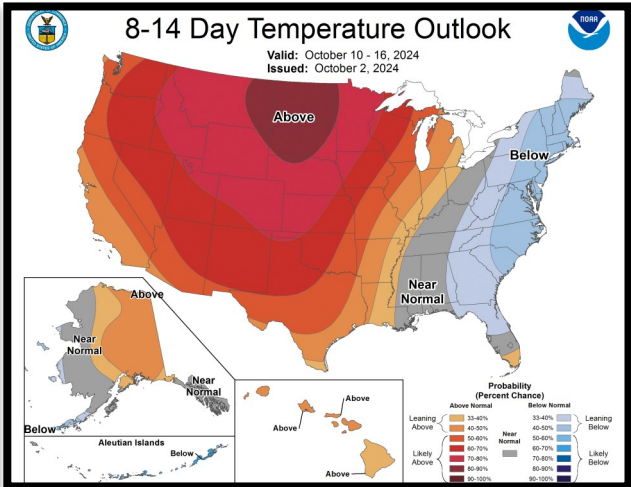 8-14 Day Temperature Outlook
Valid: October 10 - 16, 2024
Issued: October 2, 2024
NOAA
Above
Below
Near
Normal
Above
Near
Normal
Near
Normal
Below
Aleutian Islands
Below
Above
Above
Above
Probability
(Percent Chance)
Above Normal
Below Normal
Leaning
Above
33-40%
40-50%
Likely
Above
50-60%
60-70%
70-80%
80-90%
90-100%
Near
Normal
33-40%
40-50%
Leaning
Below
50-60%
60-70%
70-80%
80-90%
90-100%
Likely
Below